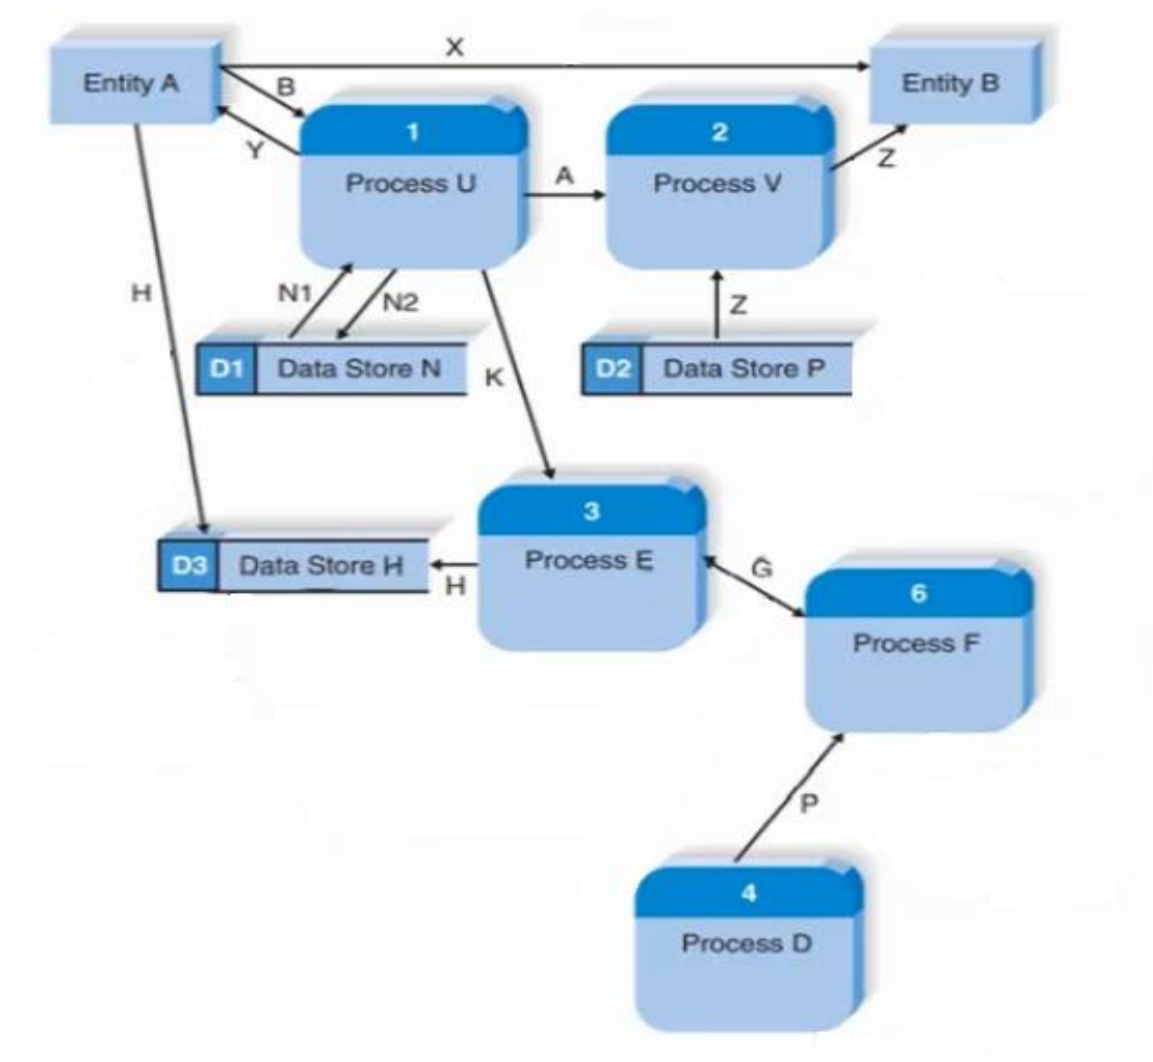 X
Entity A
Entity B
B
1
2
Y
Process U
A
Process V
Z
H
N1
N2
Z
D1 Data Store N
K
D2 Data Store P
3
D3 Data Store H
H
Process E
G
6
Process F
P
4
Process D